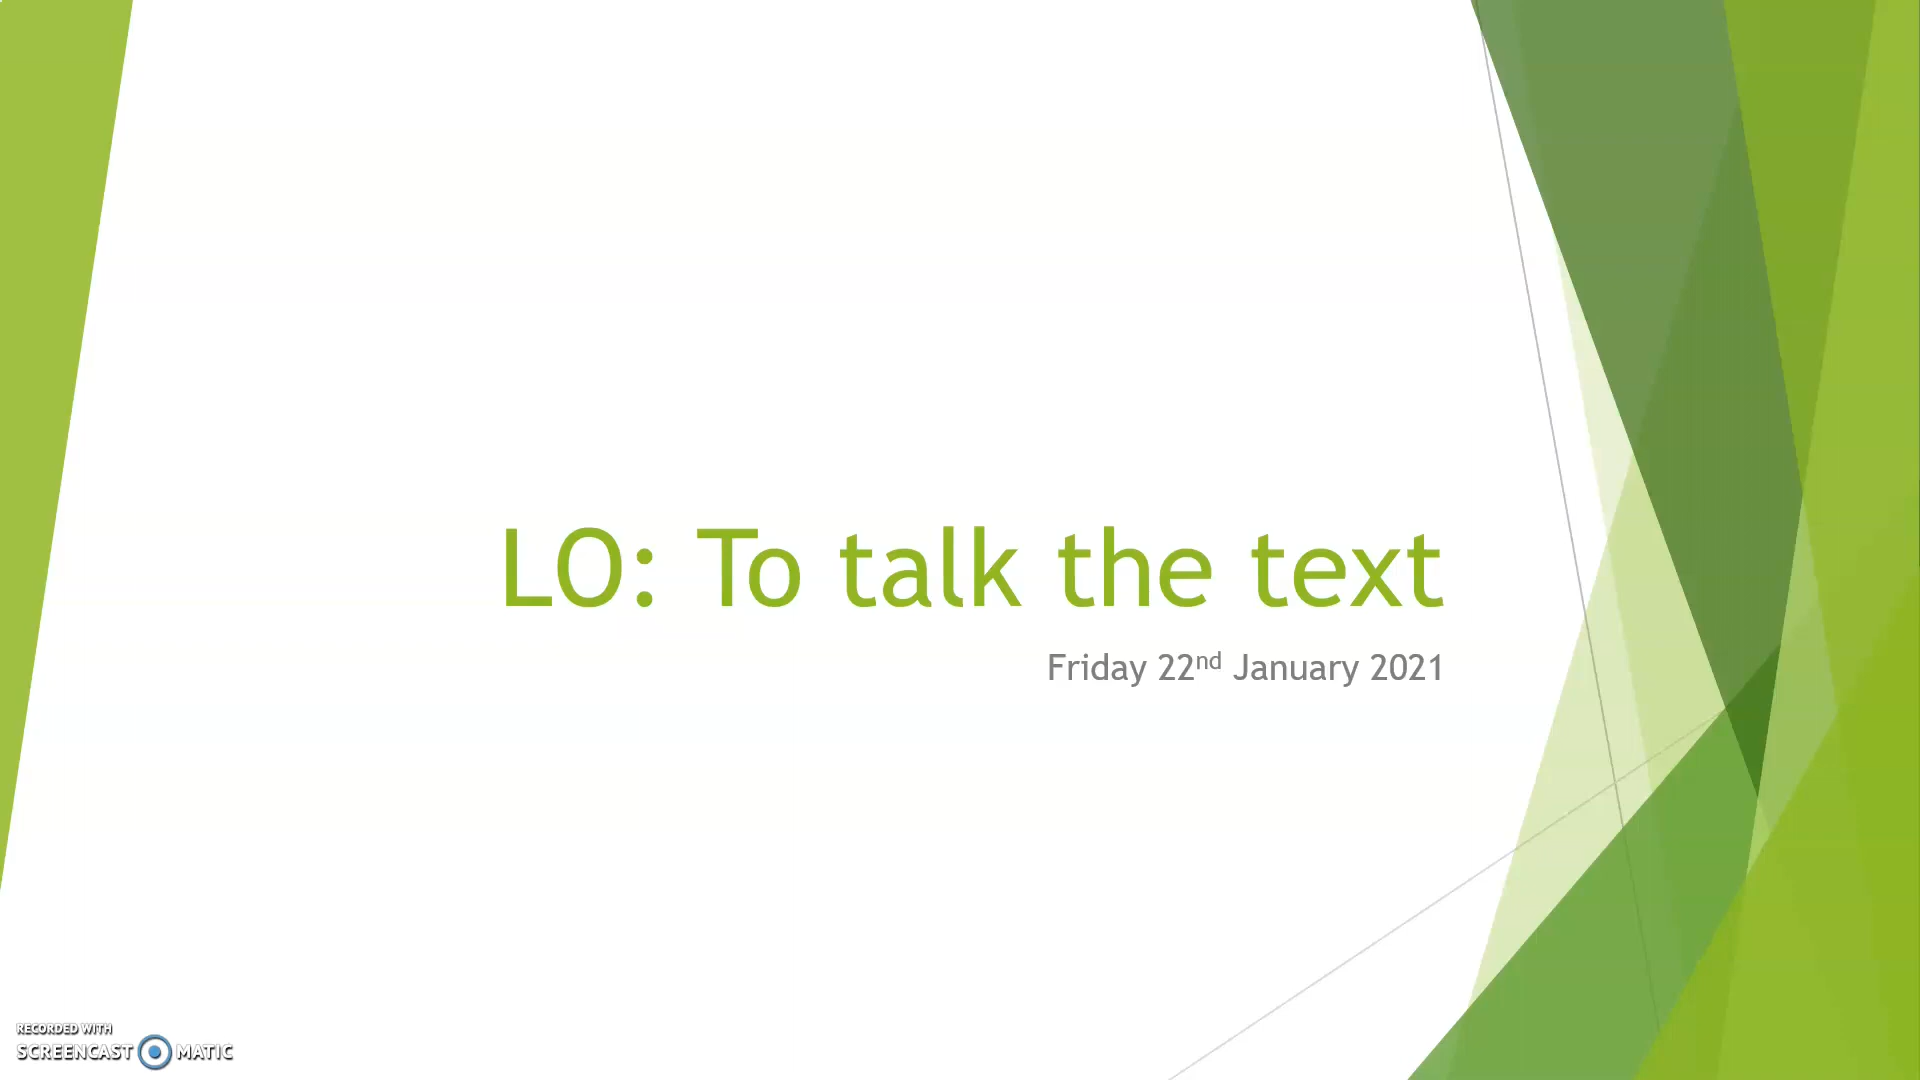 LO: To talk the text
Friday 22nd January 2021
RECORDED WITH
SCREENCAST MATIC